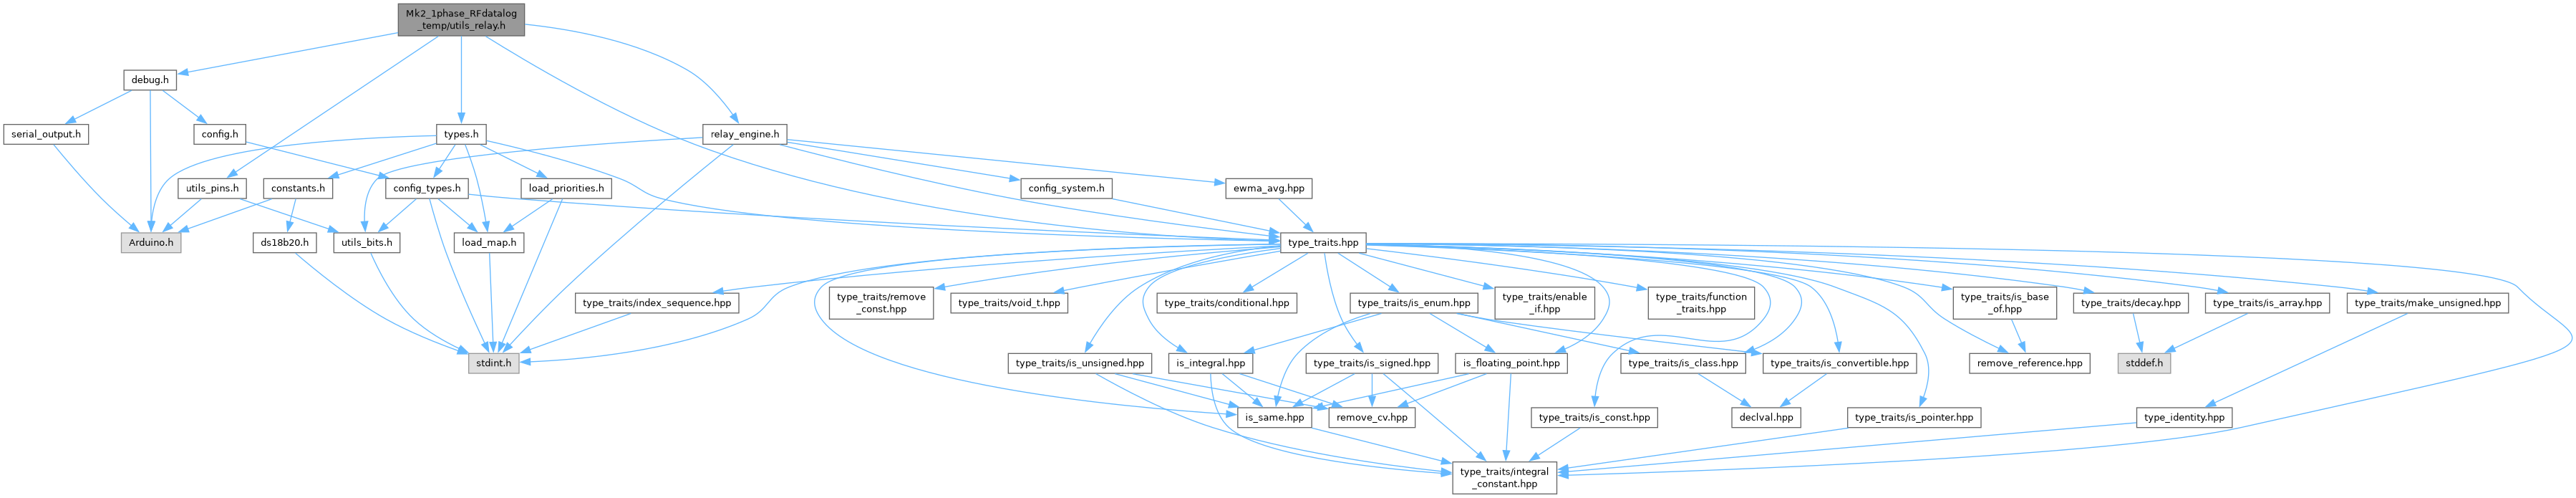 Mk2_1phase_RFdatalog
_temp/utils_relay.h
debug.h
serial_output.h
config.h
types.h
relay_engine.h
utils_pins.h
constants.h
config_types.h
load_priorities.h
config_system.h
ewma_avg.hpp
Arduino.h
ds18b20.h
utils_bits.h
load_map.h
type_traits.hpp
type_traits/index_sequence.hpp
type_traits/remove
_const.hpp
type_traits/void_t.hpp
type_traits/conditional.hpp
type_traits/is_enum.hpp
type_traits/enable
_if.hpp
type_traits/function
_traits.hpp
type_traits/is_base
_of.hpp
type_traits/decay.hpp
type_traits/is_array.hpp
type_traits/make_unsigned.hpp
stdint.h
type_traits/is_unsigned.hpp
is_integral.hpp
type_traits/is_signed.hpp
is_floating_point.hpp
type_traits/is_class.hpp
type_traits/is_convertible.hpp
remove_reference.hpp
stddef.h
is_same.hpp
remove_cv.hpp
type_traits/is_const.hpp
declval.hpp
type_traits/is_pointer.hpp
type_identity.hpp
type_traits/integral
_constant.hpp